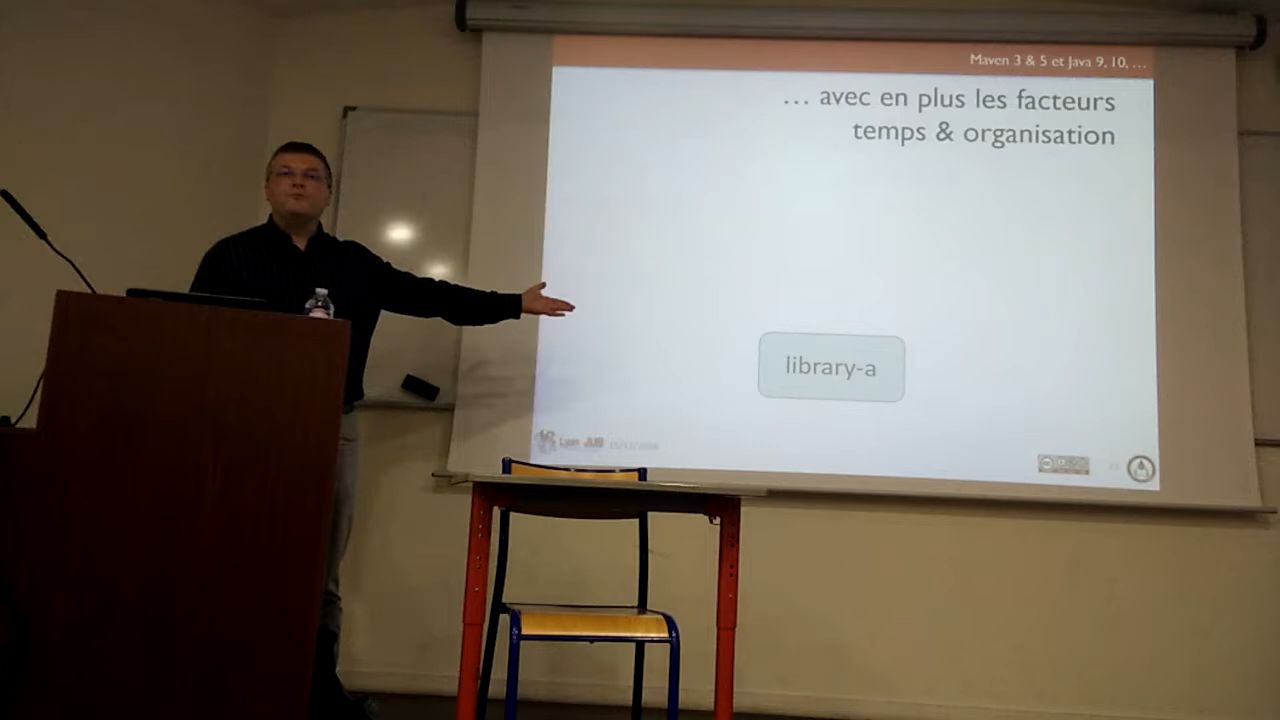 Maven 3 & 5 et Java 9, 10, …
… avec en plus les facteurs
temps & organisation
library-a
Lyon JUG